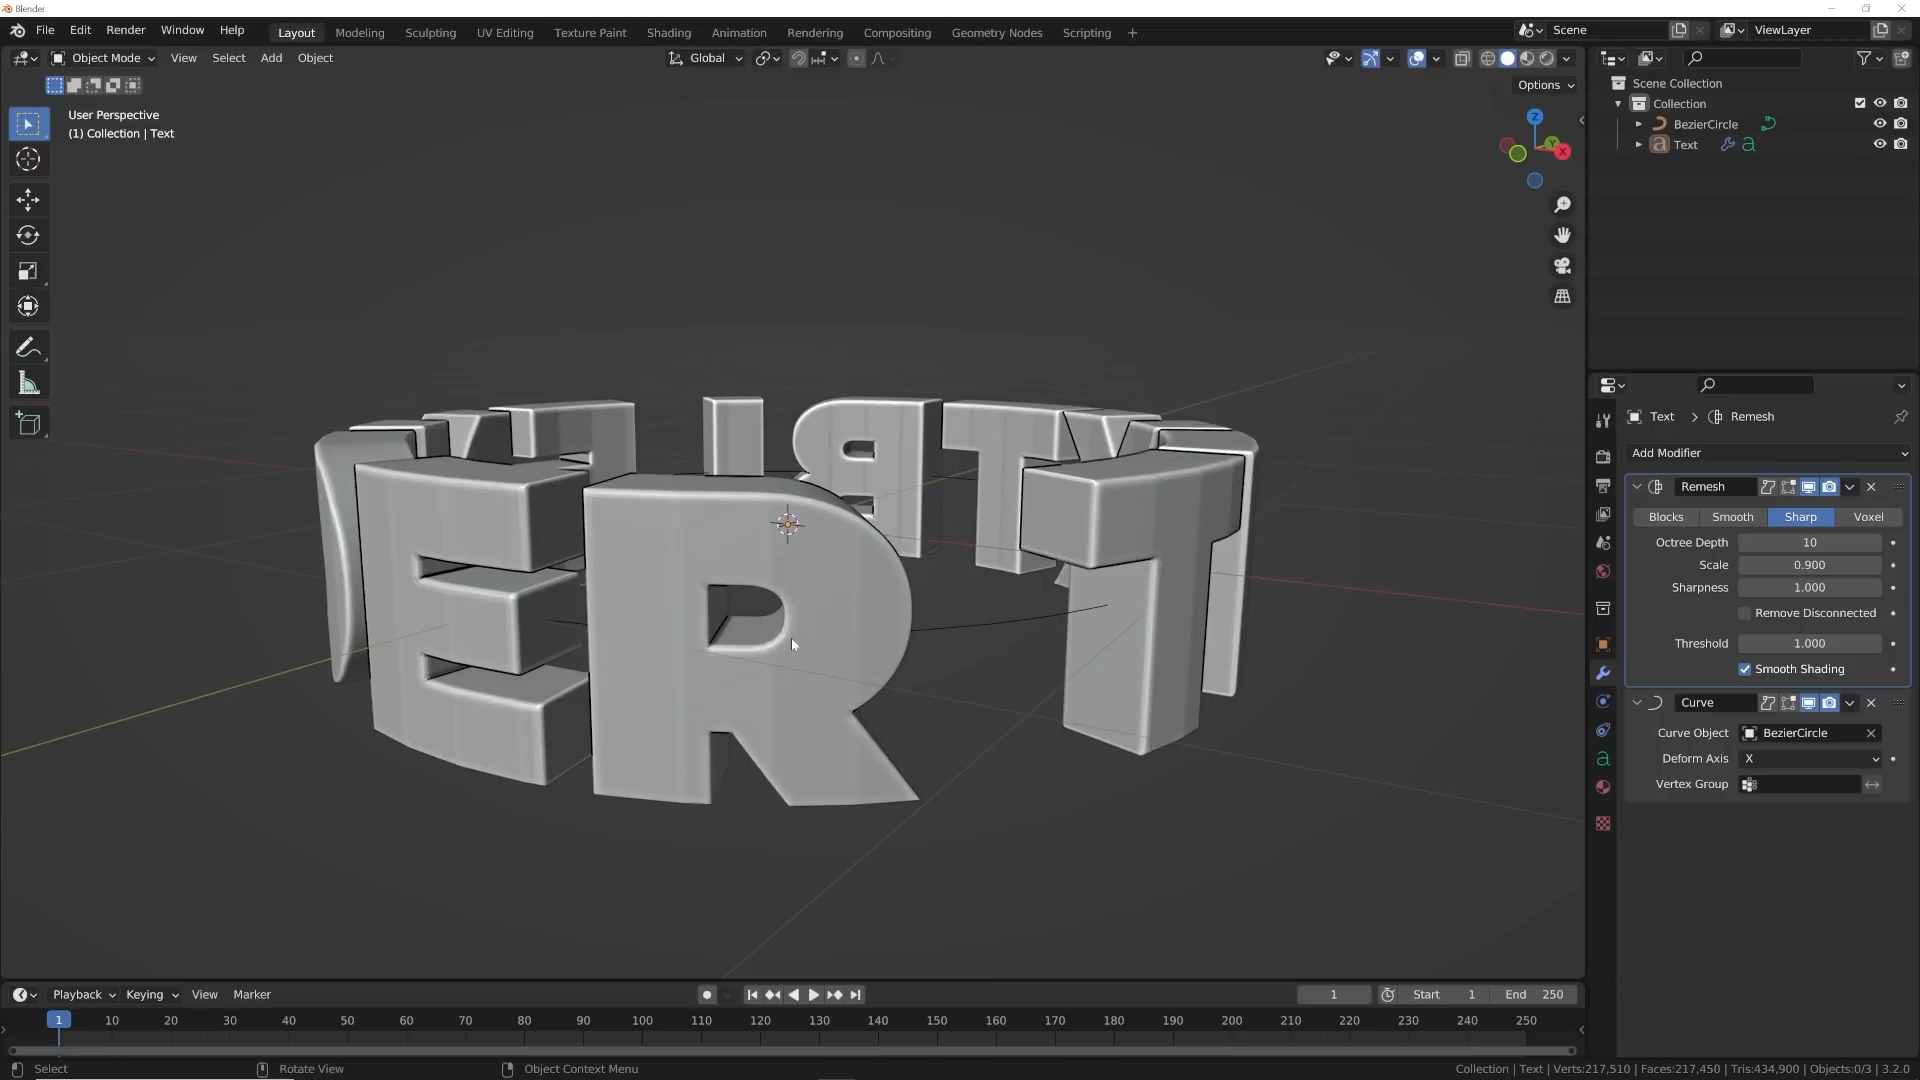 Blender
File Edit Render Window Help Layout Modeling Sculpting UV Editing Texture Paint Shading Animation Rendering Compositing Geometry Nodes Scripting + Scene ViewLayer
Object Mode View Select Add Object Global
Options
User Perspective
(1) Collection | Text
Z
Y
X
Scene Collection
Collection
BezierCircle
Text
Text > Remesh
Add Modifier
Remesh
Blocks Smooth Sharp Voxel
Octree Depth 10
Scale 0.900
Sharpness 1.000
Remove Disconnected
Threshold 1.000
Smooth Shading
Curve
Curve Object BezierCircle
Deform Axis X
Vertex Group
E R T
Playback Keying View Marker 1 Start 1 End 250
1 10 20 30 40 50 60 70 80 90 100 110 120 130 140 150 160 170 180 190 200 210 220 230 240 250
Select Rotate View Object Context Menu Collection | Text | Verts:217,510 | Faces:217,450 | Tris:434,900 | Objects:0/3 | 3.2.0